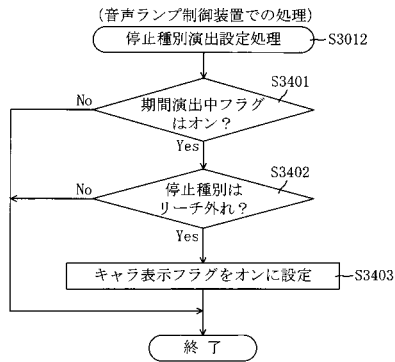 (音声ランプ制御装置での処理)
停止種別演出設定処理
S3012
S3401
No
期間演出中フラグ
はオン?
Yes
S3402
No
停止種別は
リーチ外れ?
Yes
キャラ表示フラグをオンに設定
S3403
終 了